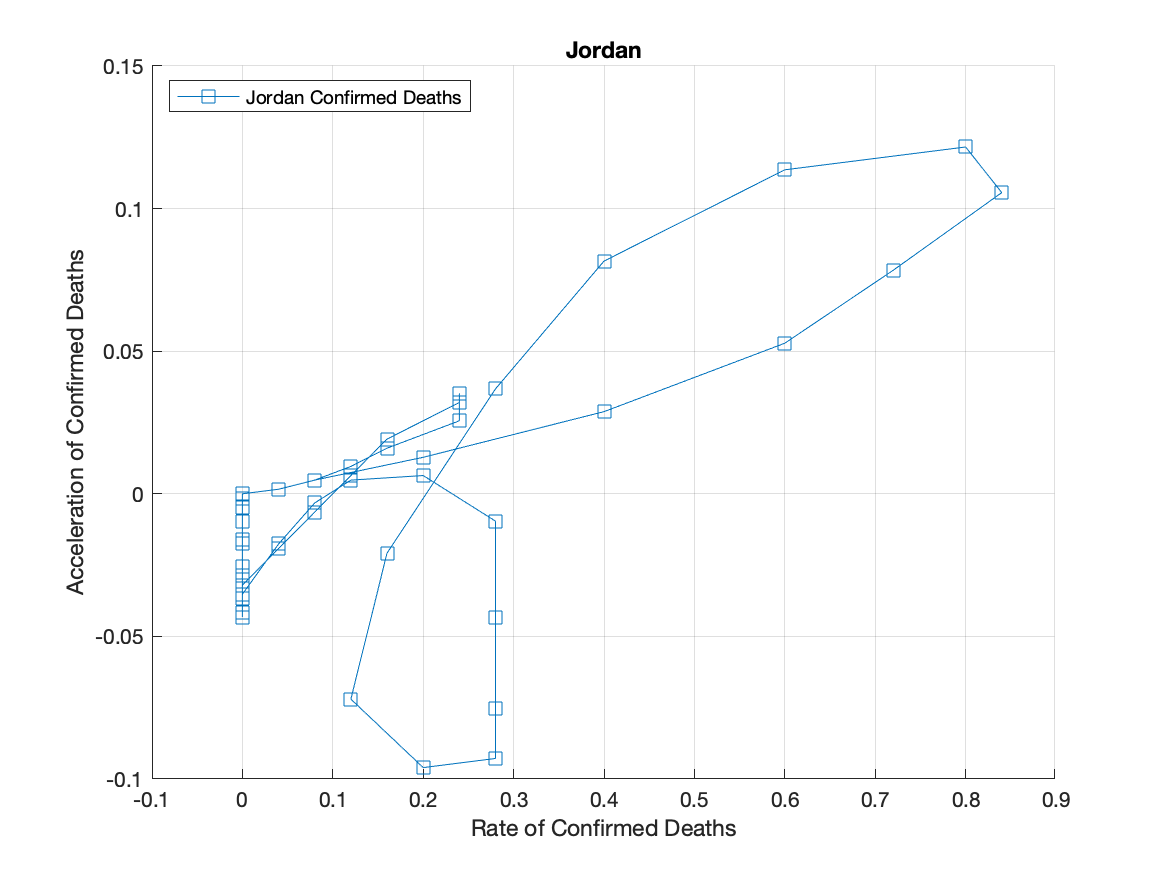 Jordan
0.15
Jordan Confirmed Deaths
0.1
0.05
0
-0.05
-0.1
Acceleration of Confirmed Deaths
-0.1 0 0.1 0.2 0.3 0.4 0.5 0.6 0.7 0.8 0.9
Rate of Confirmed Deaths